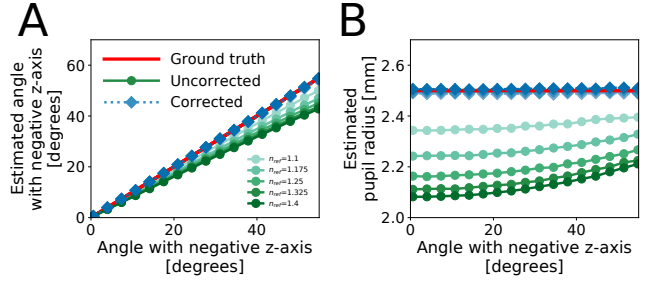 A
Estimated angle
with negative z-axis
[degrees]
60
40
20
0
Ground truth
Uncorrected
Corrected
n_ref=1.1
n_ref=1.175
n_ref=1.25
n_ref=1.325
n_ref=1.4
0
20
40
Angle with negative z-axis
[degrees]
B
Estimated
pupil radius [mm]
2.6
2.4
2.2
2.0
0
20
40
Angle with negative z-axis
[degrees]